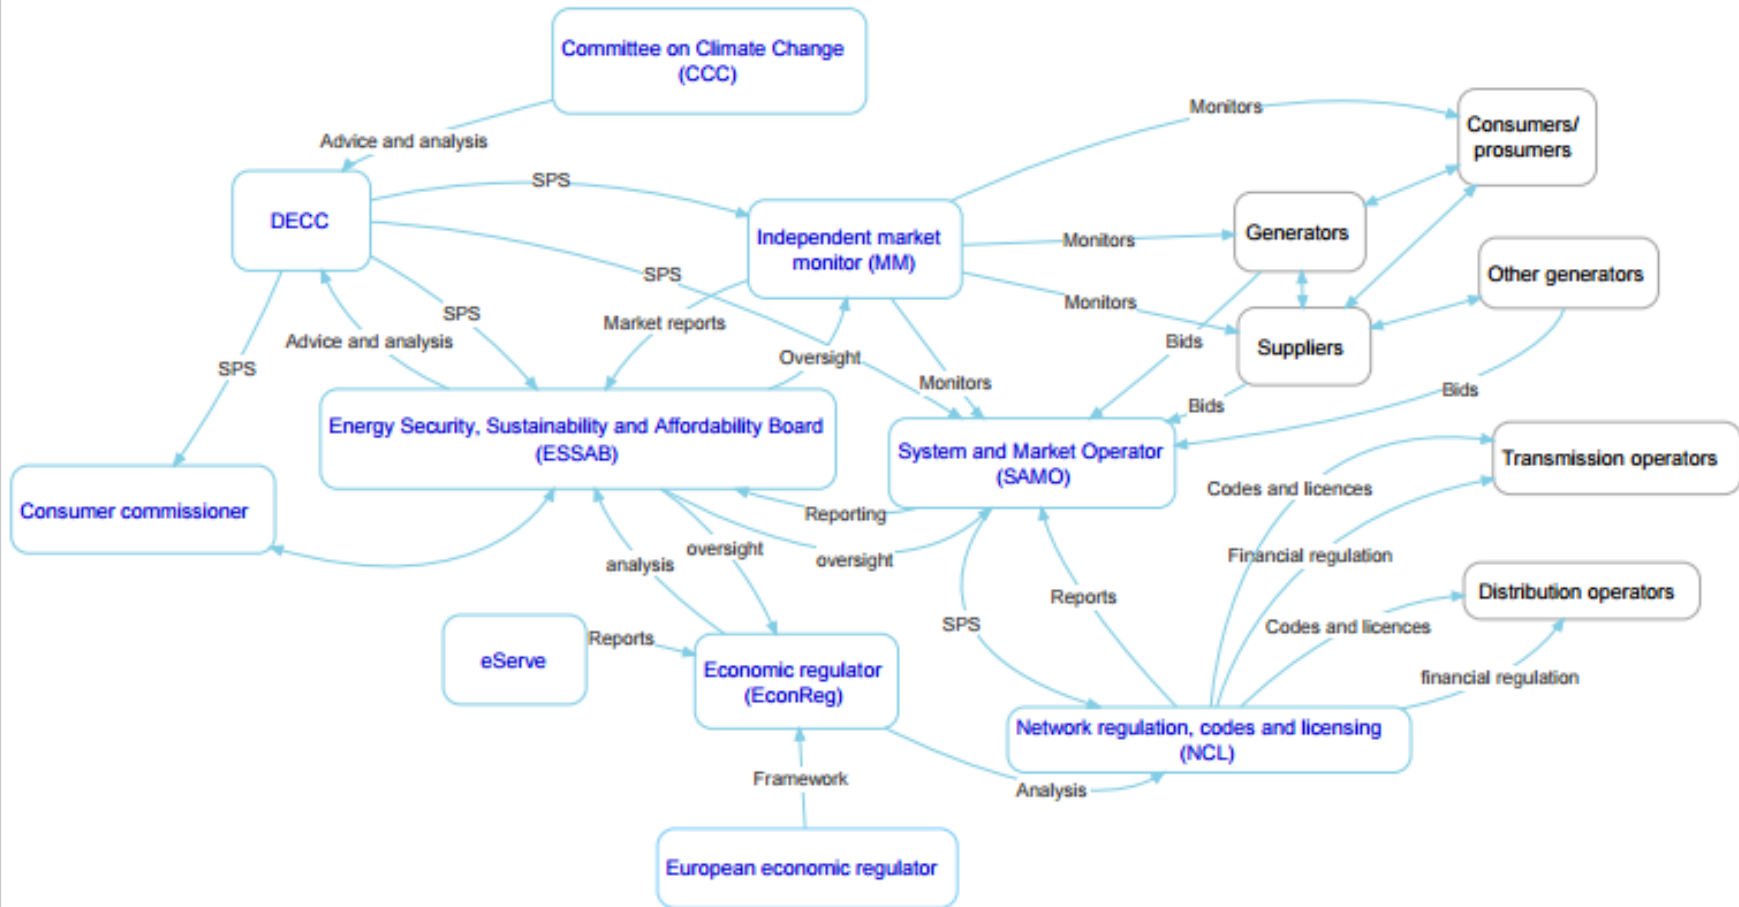 Committee on Climate Change
(CCC)
Monitors
Consumers/
prosumers
Advice and analysis
SPS
DECC
Independent market
monitor (MM)
Monitors
Generators
SPS
Other generators
Monitors
SPS
Market reports
Advice and analysis
Bids
Suppliers
Oversight
SPS
Monitors
Bids
Bids
Energy Security, Sustainability and Affordability Board
(ESSAB)
System and Market Operator
(SAMO)
Transmission operators
Codes and licences
Consumer commissioner
Reporting
oversight
oversight
analysis
Financial regulation
Distribution operators
Reports
SPS
Codes and licences
Reports
eServe
Economic regulator
(EconReg)
financial regulation
Network regulation, codes and licensing
(NCL)
Framework
Analysis
European economic regulator